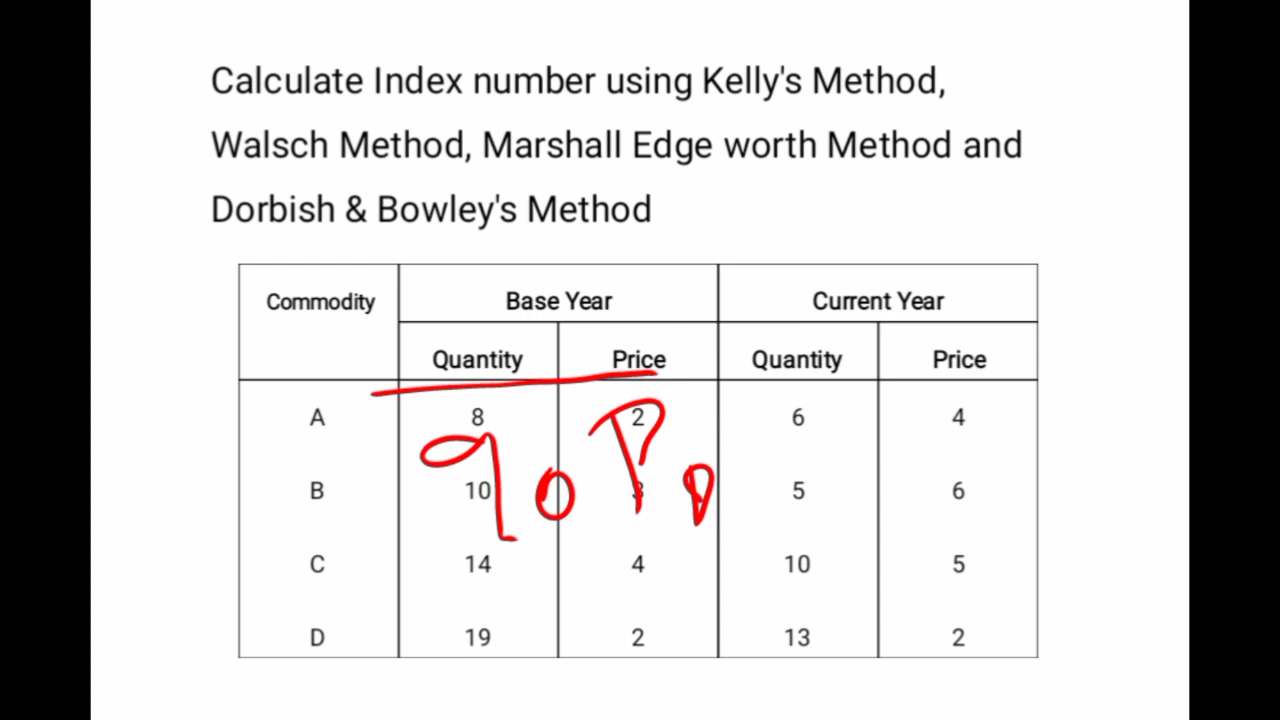 Calculate Index number using Kelly's Method,
Walsch Method, Marshall Edge worth Method and
Dorbish & Bowley's Method
Commodity Base Year Current Year
Quantity Price Quantity Price
A 8 2 6 4
q0 P0
B 10 3 5 6
C 14 4 10 5
D 19 2 13 2